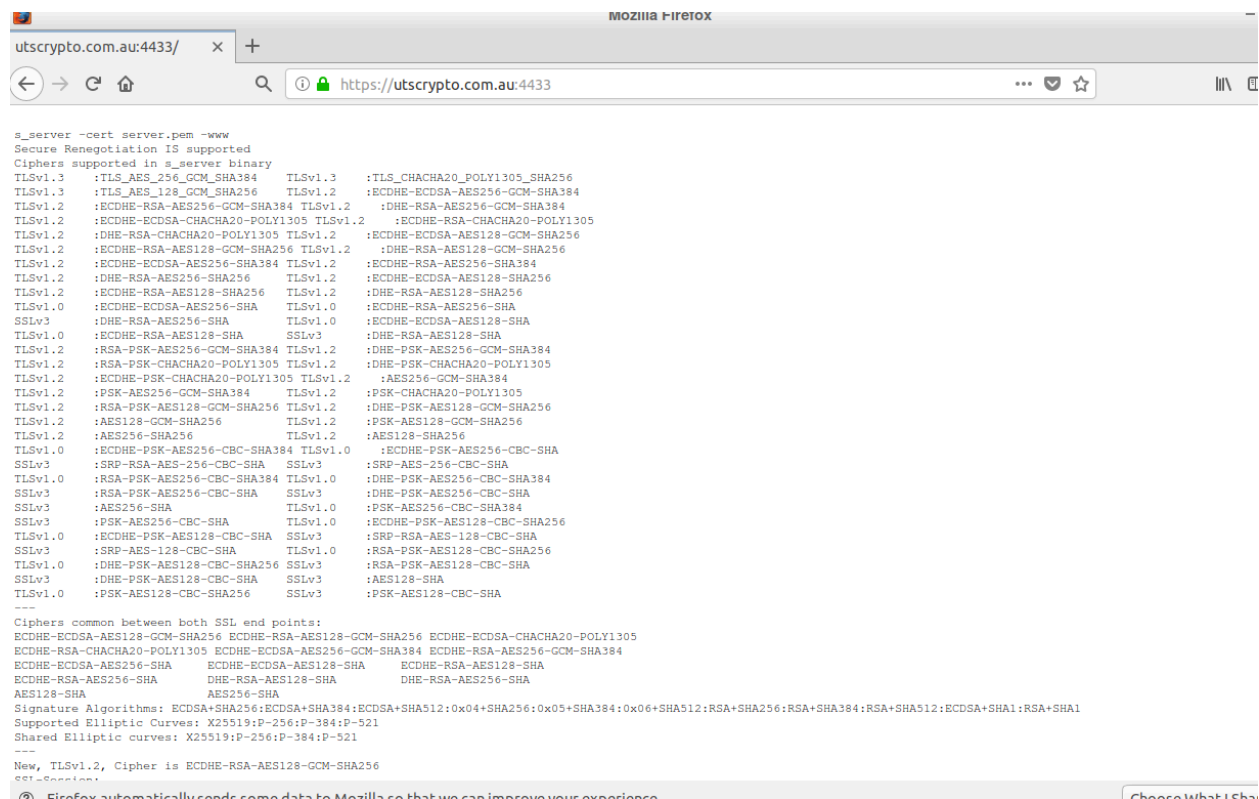 Mozilla Firefox
utscrypto.com.au:4433/
https://utscrypto.com.au:4433
s_server -cert server.pem -www
Secure Renegotiation IS supported
Ciphers supported in s_server binary
TLSv1.3 :TLS_AES_256_GCM_SHA384 TLSv1.3 :TLS_CHACHA20_POLY1305_SHA256
TLSv1.3 :TLS_AES_128_GCM_SHA256 TLSv1.2 :ECDHE-ECDSA-AES256-GCM-SHA384
TLSv1.2 :ECDHE-RSA-AES256-GCM-SHA384 TLSv1.2 :DHE-RSA-AES256-GCM-SHA384
TLSv1.2 :ECDHE-ECDSA-CHACHA20-POLY1305 TLSv1.2 :ECDHE-RSA-CHACHA20-POLY1305
TLSv1.2 :DHE-RSA-CHACHA20-POLY1305 TLSv1.2 :ECDHE-ECDSA-AES128-GCM-SHA256
TLSv1.2 :ECDHE-RSA-AES128-GCM-SHA256 TLSv1.2 :DHE-RSA-AES128-GCM-SHA256
TLSv1.2 :ECDHE-ECDSA-AES256-SHA384 TLSv1.2 :ECDHE-RSA-AES256-SHA384
TLSv1.2 :DHE-RSA-AES256-SHA256 TLSv1.2 :ECDHE-ECDSA-AES128-SHA256
TLSv1.2 :ECDHE-RSA-AES128-SHA256 TLSv1.2 :DHE-RSA-AES128-SHA256
TLSv1.0 :ECDHE-ECDSA-AES256-SHA TLSv1.0 :ECDHE-RSA-AES256-SHA
SSLv3 :DHE-RSA-AES256-SHA TLSv1.0 :ECDHE-ECDSA-AES128-SHA
TLSv1.0 :ECDHE-RSA-AES128-SHA SSLv3 :DHE-RSA-AES128-SHA
TLSv1.2 :RSA-PSK-AES256-GCM-SHA384 TLSv1.2 :DHE-PSK-AES256-GCM-SHA384
TLSv1.2 :RSA-PSK-CHACHA20-POLY1305 TLSv1.2 :DHE-PSK-CHACHA20-POLY1305
TLSv1.2 :ECDHE-PSK-CHACHA20-POLY1305 TLSv1.2 :AES256-GCM-SHA384
TLSv1.2 :PSK-AES256-GCM-SHA384 TLSv1.2 :PSK-CHACHA20-POLY1305
TLSv1.2 :RSA-PSK-AES128-GCM-SHA256 TLSv1.2 :DHE-PSK-AES128-GCM-SHA256
TLSv1.2 :AES128-GCM-SHA256 TLSv1.2 :PSK-AES128-GCM-SHA256
TLSv1.2 :AES256-SHA256 TLSv1.2 :AES128-SHA256
TLSv1.0 :ECDHE-PSK-AES256-CBC-SHA384 TLSv1.0 :ECDHE-PSK-AES256-CBC-SHA
SSLv3 :SRP-RSA-AES-256-CBC-SHA SSLv3 :SRP-AES-256-CBC-SHA
TLSv1.0 :RSA-PSK-AES256-CBC-SHA384 TLSv1.0 :DHE-PSK-AES256-CBC-SHA384
SSLv3 :RSA-PSK-AES256-CBC-SHA SSLv3 :DHE-PSK-AES256-CBC-SHA
SSLv3 :AES256-SHA TLSv1.0 :PSK-AES256-CBC-SHA384
SSLv3 :PSK-AES256-CBC-SHA TLSv1.0 :ECDHE-PSK-AES128-CBC-SHA256
TLSv1.0 :ECDHE-PSK-AES128-CBC-SHA SSLv3 :SRP-RSA-AES-128-CBC-SHA
SSLv3 :SRP-AES-128-CBC-SHA TLSv1.0 :RSA-PSK-AES128-CBC-SHA256
TLSv1.0 :DHE-PSK-AES128-CBC-SHA256 SSLv3 :RSA-PSK-AES128-CBC-SHA
SSLv3 :DHE-PSK-AES128-CBC-SHA SSLv3 :AES128-SHA
TLSv1.0 :PSK-AES128-CBC-SHA256 SSLv3 :PSK-AES128-CBC-SHA
---
Ciphers common between both SSL end points:
ECDHE-ECDSA-AES128-GCM-SHA256 ECDHE-RSA-AES128-GCM-SHA256 ECDHE-ECDSA-CHACHA20-POLY1305
ECDHE-RSA-CHACHA20-POLY1305 ECDHE-ECDSA-AES256-GCM-SHA384 ECDHE-RSA-AES256-GCM-SHA384
ECDHE-ECDSA-AES256-SHA ECDHE-ECDSA-AES128-SHA ECDHE-RSA-AES128-SHA
ECDHE-RSA-AES256-SHA DHE-RSA-AES128-SHA DHE-RSA-AES256-SHA
AES128-SHA AES256-SHA
Signature Algorithms: ECDSA+SHA256:ECDSA+SHA384:ECDSA+SHA512:0x04+SHA256:0x05+SHA384:0x06+SHA512:RSA+SHA256:RSA+SHA384:RSA+SHA512:ECDSA+SHA1:RSA+SHA1
Supported Elliptic Curves: X25519:P-256:P-384:P-521
Shared Elliptic curves: X25519:P-256:P-384:P-521
---
New, TLSv1.2, Cipher is ECDHE-RSA-AES128-GCM-SHA256
SSL-Session:
Firefox automatically sends some data to Mozilla so that we can improve your experience
Choose What I Shar